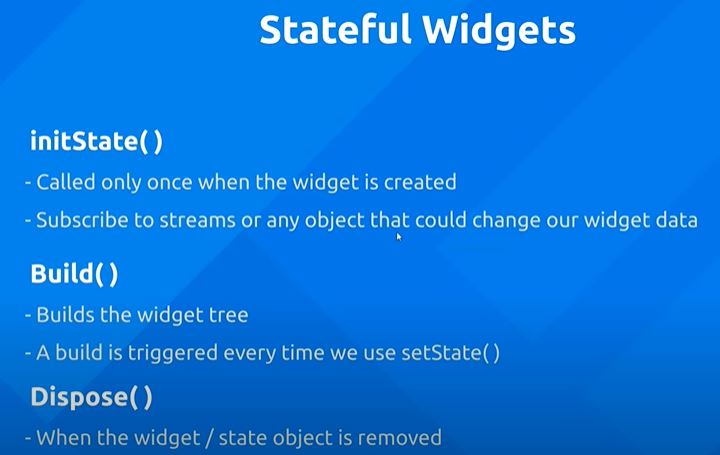 Stateful Widgets
initState( )
- Called only once when the widget is created
- Subscribe to streams or any object that could change our widget data
Build( )
- Builds the widget tree
- A build is triggered every time we use setState( )
Dispose( )
- When the widget / state object is removed